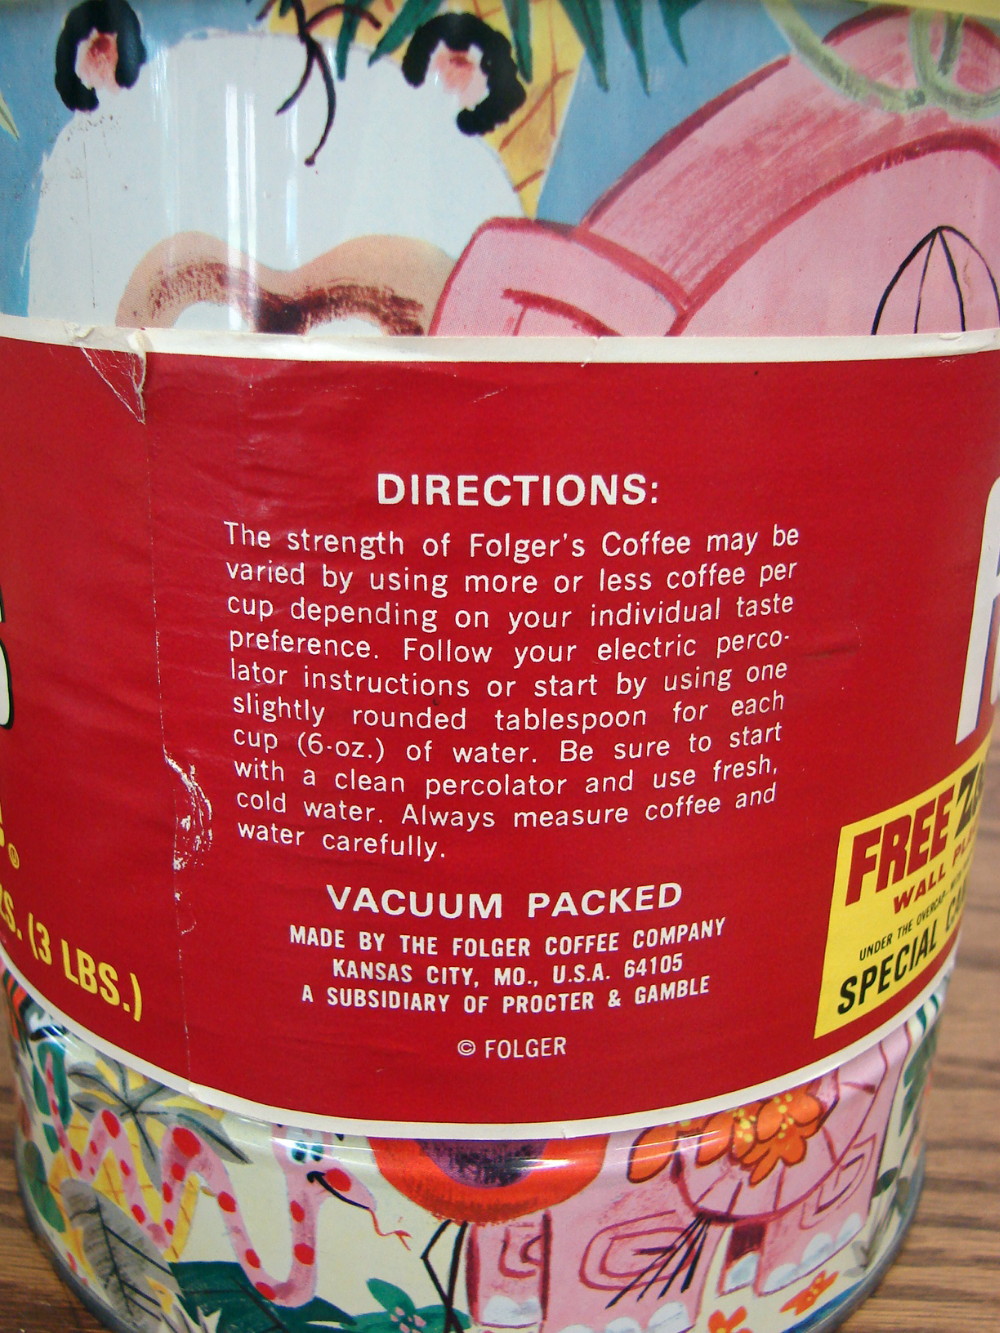 DIRECTIONS:
The strength of Folger's Coffee may be
varied by using more or less coffee per
cup depending on your individual taste
preference. Follow your electric perco-
lator instructions or start by using one
slightly rounded tablespoon for each
cup (6-oz.) of water. Be sure to start
with a clean percolator and use fresh,
cold water. Always measure coffee and
water carefully.
VACUUM PACKED
MADE BY THE FOLGER COFFEE COMPANY
KANSAS CITY, MO., U.S.A. 64105
A SUBSIDIARY OF PROCTER & GAMBLE
© FOLGER
(3 LBS.)
FREE
WALL
UNDER THE
SPECIAL